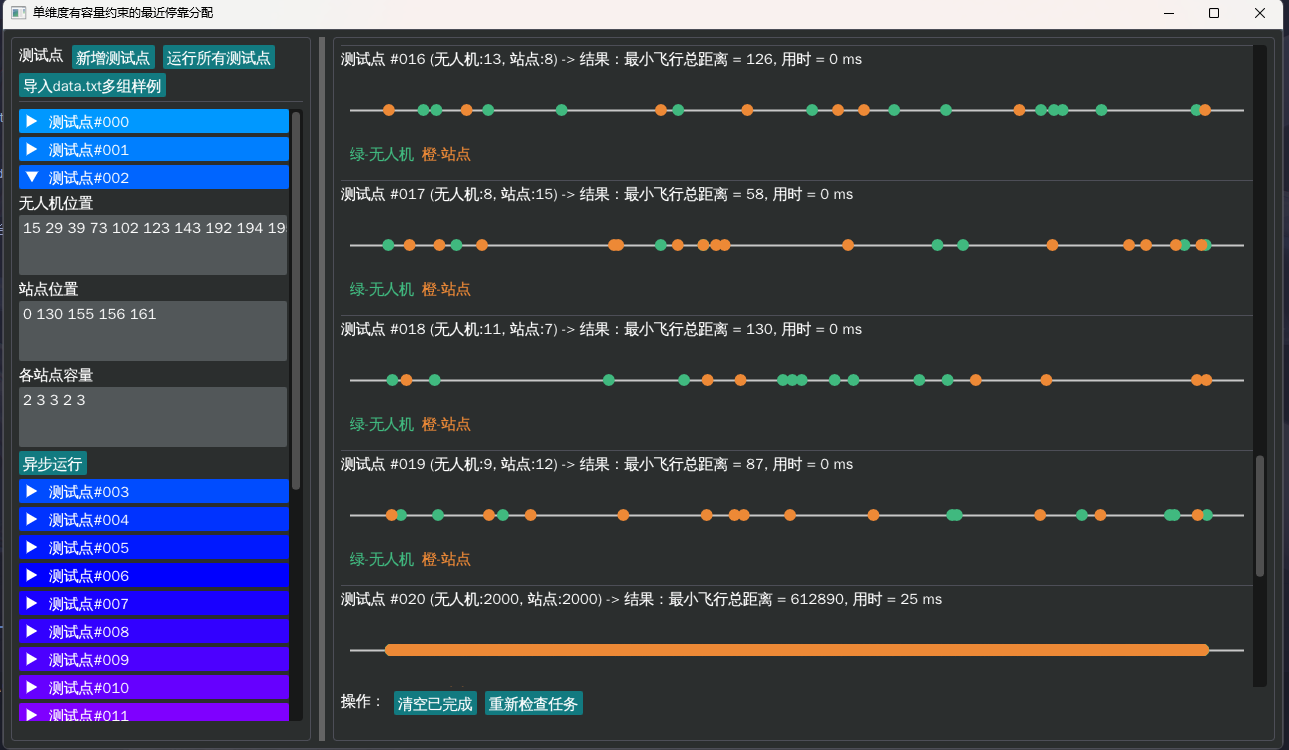 单维度有容量约束的最近停靠分配
测试点 新增测试点 运行所有测试点
导入data.txt多组样例
测试点#000
测试点#001
测试点#002
无人机位置
15 29 39 73 102 123 143 192 194 19
站点位置
0 130 155 156 161
各站点容量
2 3 3 2 3
异步运行
测试点#003
测试点#004
测试点#005
测试点#006
测试点#007
测试点#008
测试点#009
测试点#010
测试点#011
测试点 #016 (无人机:13, 站点:8) -> 结果：最小飞行总距离 = 126, 用时 = 0 ms
绿-无人机 橙-站点
测试点 #017 (无人机:8, 站点:15) -> 结果：最小飞行总距离 = 58, 用时 = 0 ms
绿-无人机 橙-站点
测试点 #018 (无人机:11, 站点:7) -> 结果：最小飞行总距离 = 130, 用时 = 0 ms
绿-无人机 橙-站点
测试点 #019 (无人机:9, 站点:12) -> 结果：最小飞行总距离 = 87, 用时 = 0 ms
绿-无人机 橙-站点
测试点 #020 (无人机:2000, 站点:2000) -> 结果：最小飞行总距离 = 612890, 用时 = 25 ms
操作： 清空已完成 重新检查任务